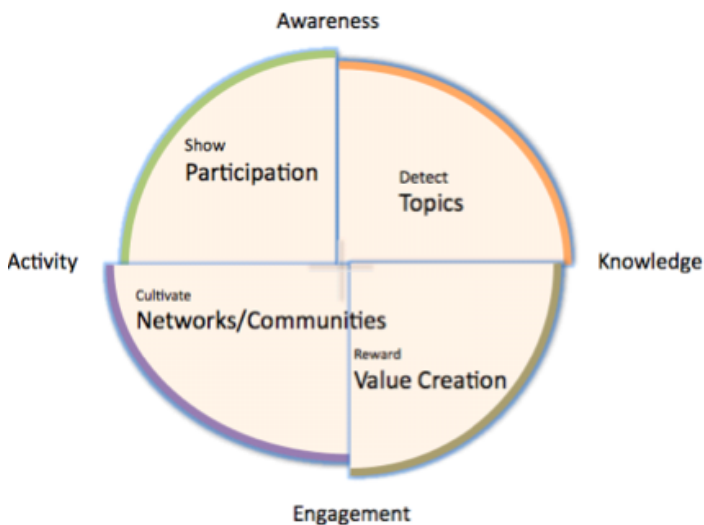 Awareness
Show
Participation
Detect
Topics
Activity
Knowledge
Cultivate
Networks/Communities
Reward
Value Creation
Engagement